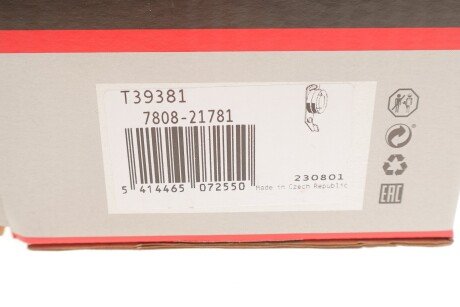 T39381
7808-21781
230801
5 414465 072550
Made in Czech Republic
EAC